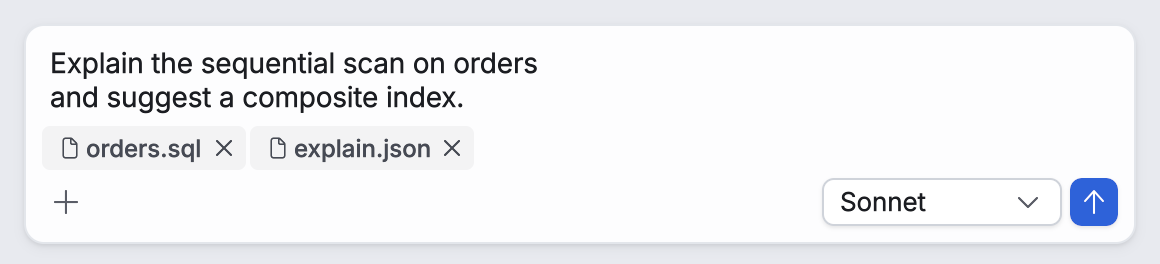 Explain the sequential scan on orders
and suggest a composite index.
orders.sql
explain.json
Sonnet